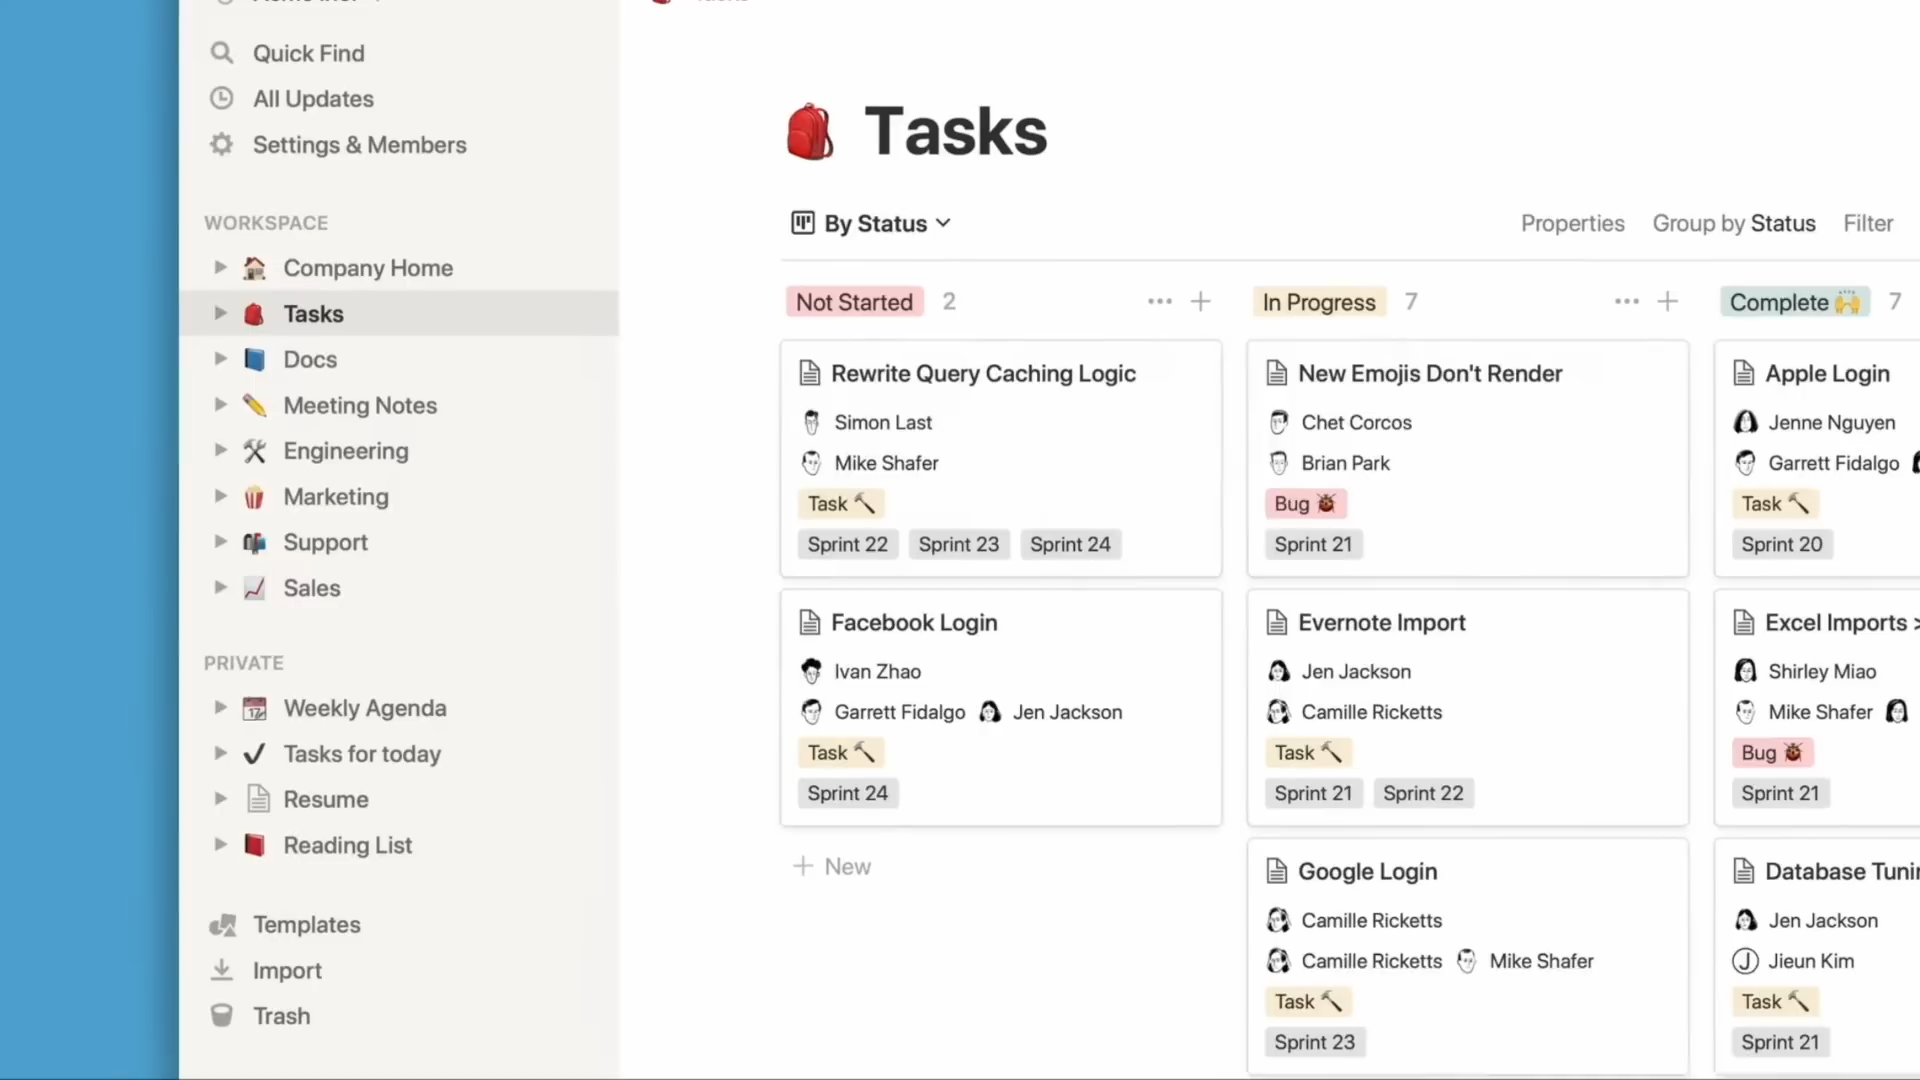 Quick Find
All Updates
Settings & Members
WORKSPACE
Company Home
Tasks
Docs
Meeting Notes
Engineering
Marketing
Support
Sales
PRIVATE
Weekly Agenda
Tasks for today
Resume
Reading List
Templates
Import
Trash
Tasks
By Status
Properties Group by Status Filter
Not Started 2
Rewrite Query Caching Logic
Simon Last
Mike Shafer
Task
Sprint 22 Sprint 23 Sprint 24
Facebook Login
Ivan Zhao
Garrett Fidalgo Jen Jackson
Task
Sprint 24
+ New
In Progress 7
New Emojis Don't Render
Chet Corcos
Brian Park
Bug
Sprint 21
Evernote Import
Jen Jackson
Camille Ricketts
Task
Sprint 21 Sprint 22
Google Login
Camille Ricketts
Camille Ricketts Mike Shafer
Task
Sprint 23
Complete 7
Apple Login
Jenne Nguyen
Garrett Fidalgo
Task
Sprint 20
Excel Imports >
Shirley Miao
Mike Shafer
Bug
Sprint 21
Database
Jen Jackson
J Jieun Kim
Task
Sprint 21